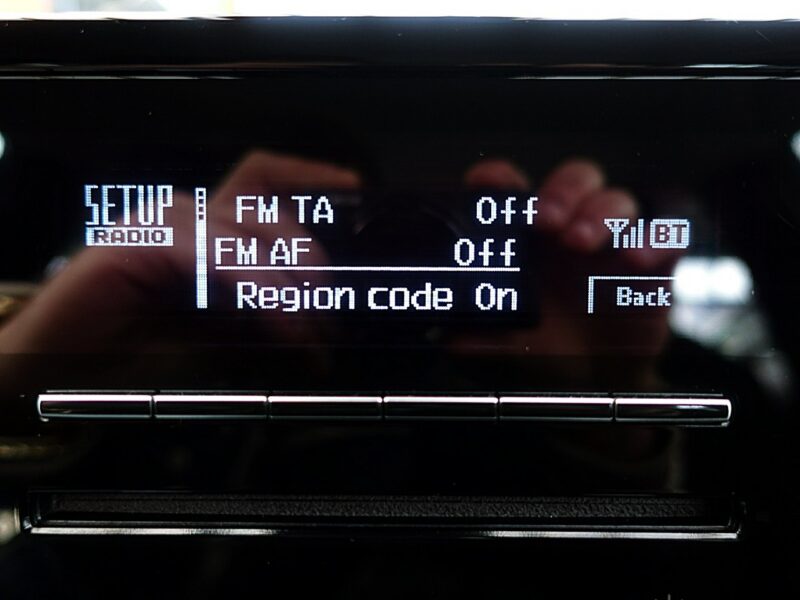 SETUP
RADIO
FM TA Off
FM AF Off
Region code On
BT
Back